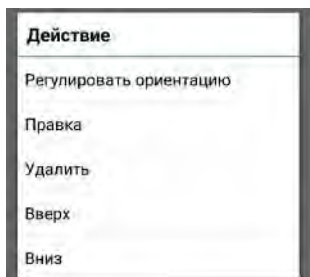 Действие
Регулировать ориентацию
Правка
Удалить
Вверх
Вниз